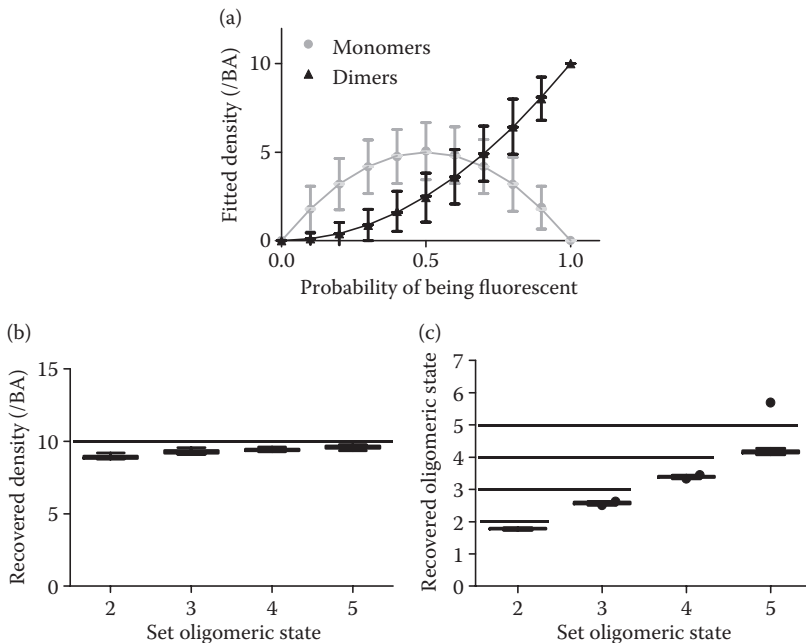 (a)
Monomers
Dimers
10
5
0
Fitted density (/BA)
0.0 0.5 1.0
Probability of being fluorescent
(b)
15
10
5
0
Recovered density (/BA)
2 3 4 5
Set oligomeric state
(c)
7
6
5
4
3
2
1
0
Recovered oligomeric state
2 3 4 5
Set oligomeric state